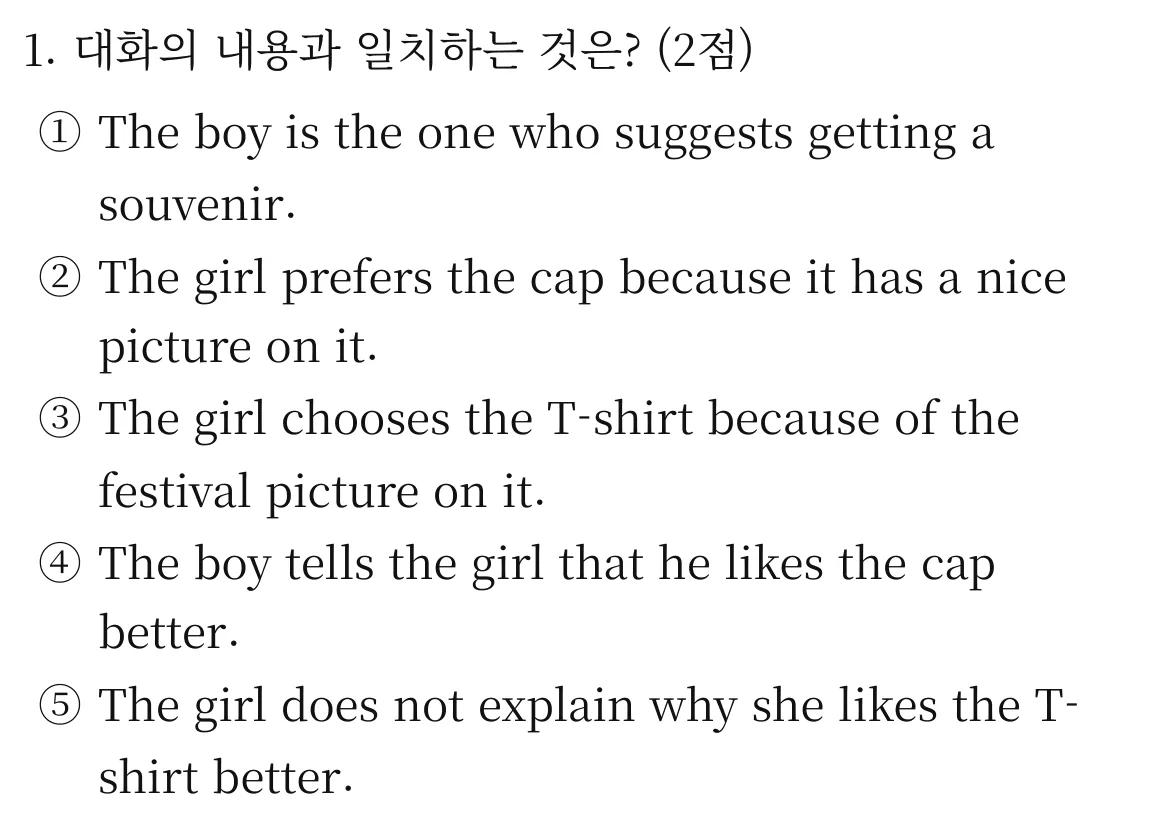 1. 대화의 내용과 일치하는 것은? (2점)
① The boy is the one who suggests getting a
souvenir.
② The girl prefers the cap because it has a nice
picture on it.
③ The girl chooses the T-shirt because of the
festival picture on it.
④ The boy tells the girl that he likes the cap
better.
⑤ The girl does not explain why she likes the T-
shirt better.